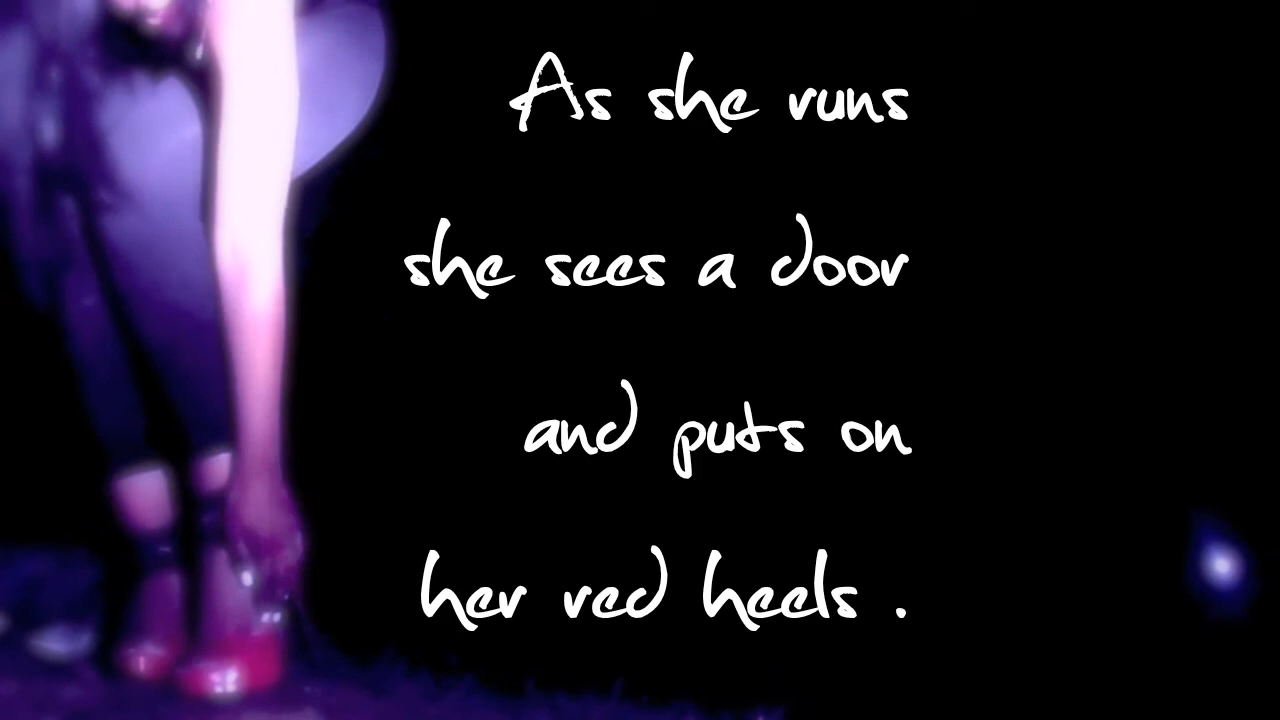 As she runs
she sees a door
and puts on
her red heels .